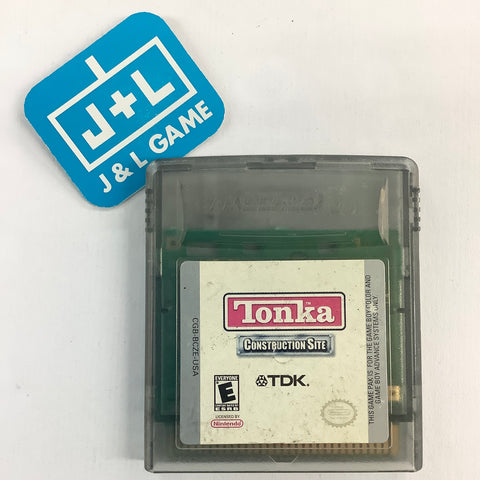 J+L
J & L GAME
Tonka™
CONSTRUCTION SITE
EVERYONE
E
ESRB
TDK.
LICENSED BY
Nintendo
CGB-BCZE-USA
THIS GAME PAK IS FOR THE GAME BOY COLOR AND
GAME BOY ADVANCE SYSTEMS ONLY